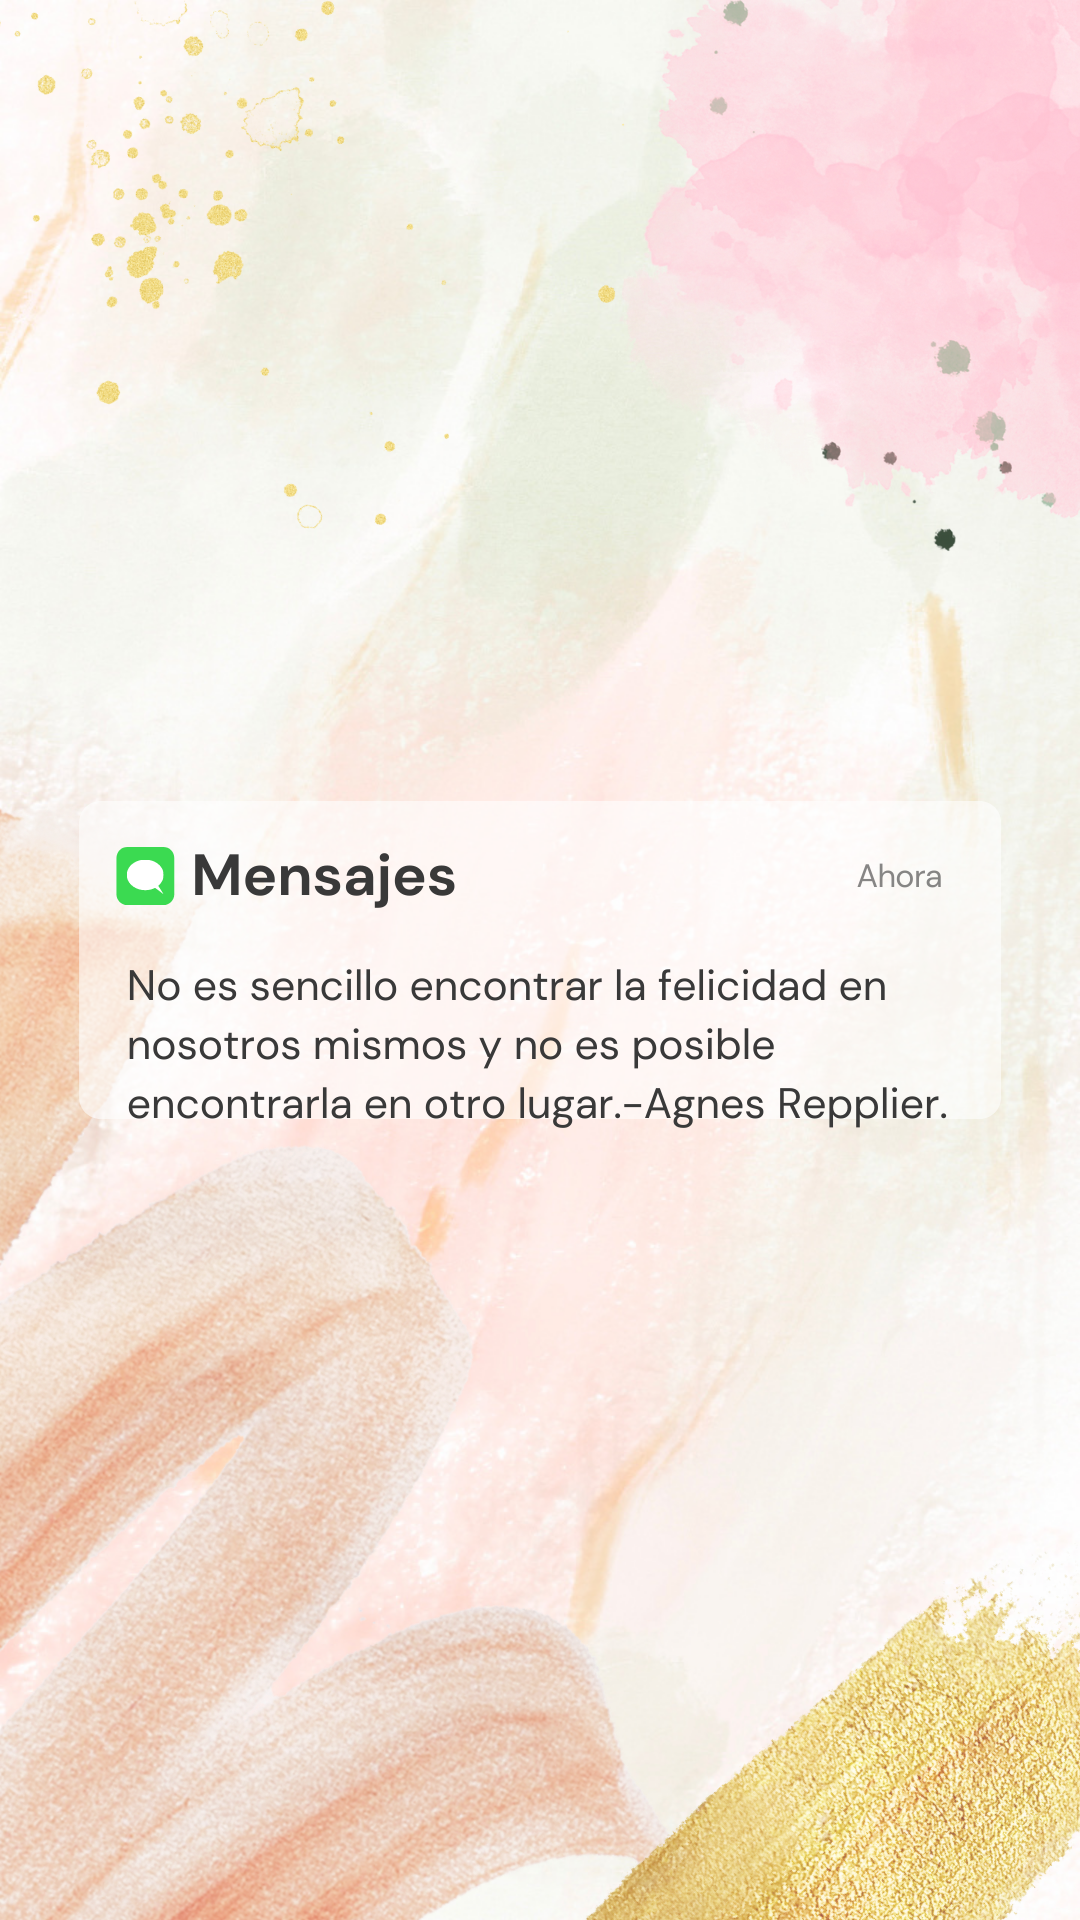 Mensajes
Ahora
No es sencillo encontrar la felicidad en
nosotros mismos y no es posible
encontrarla en otro lugar.-Agnes Repplier.